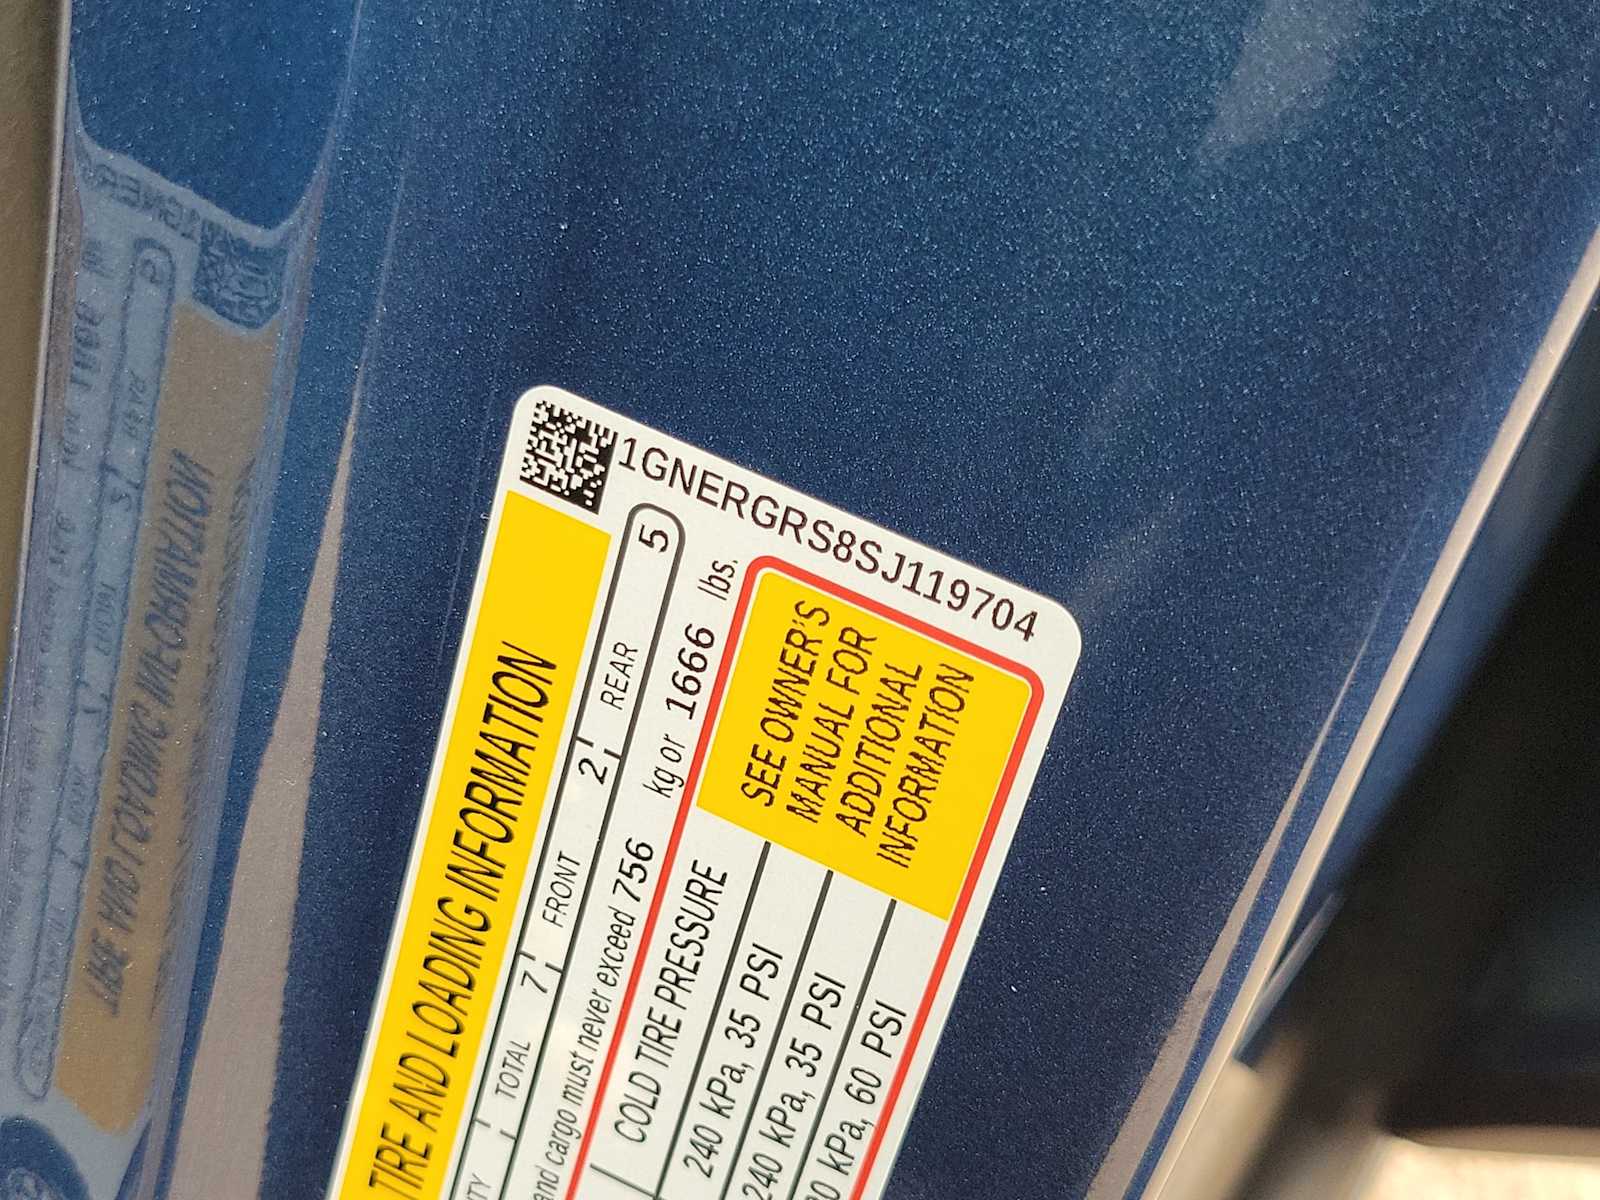 1GNERGRS8SJ119704
TIRE AND LOADING INFORMATION
TOTAL 7 FRONT 2 REAR 5
and cargo must never exceed 756 kg or 1666 lbs.
COLD TIRE PRESSURE
240 kPa, 35 PSI
240 kPa, 35 PSI
kPa, 60 PSI
SEE OWNER'S
MANUAL FOR
ADDITIONAL
INFORMATION